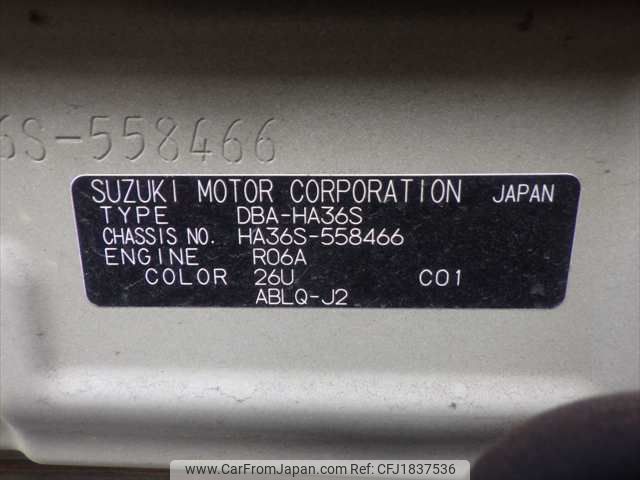 6S-558466
SUZUKI MOTOR CORPORATION JAPAN
TYPE DBA-HA36S
CHASSIS NO. HA36S-558466
ENGINE R06A
COLOR 26U C01
ABLQ-J2
www.CarFromJapan.com Ref:CFJ1837536